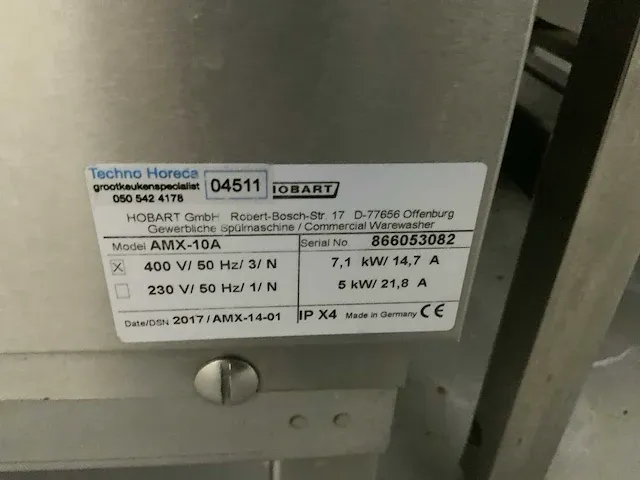 Techno Horeca
grootkeukenspecialist
050 542 4178
04511
HOBART
HOBART GmbH Robert-Bosch-Str. 17 D-77656 Offenburg
Gewerbliche Spülmaschine / Commercial Warewasher
Model AMX-10A Serial No. 866053082
X 400 V/ 50 Hz/ 3/ N 7,1 kW/ 14,7 A
230 V/ 50 Hz/ 1/ N 5 kW/ 21,8 A
Date/DSN 2017/AMX-14-01 IP X4 Made in Germany CE